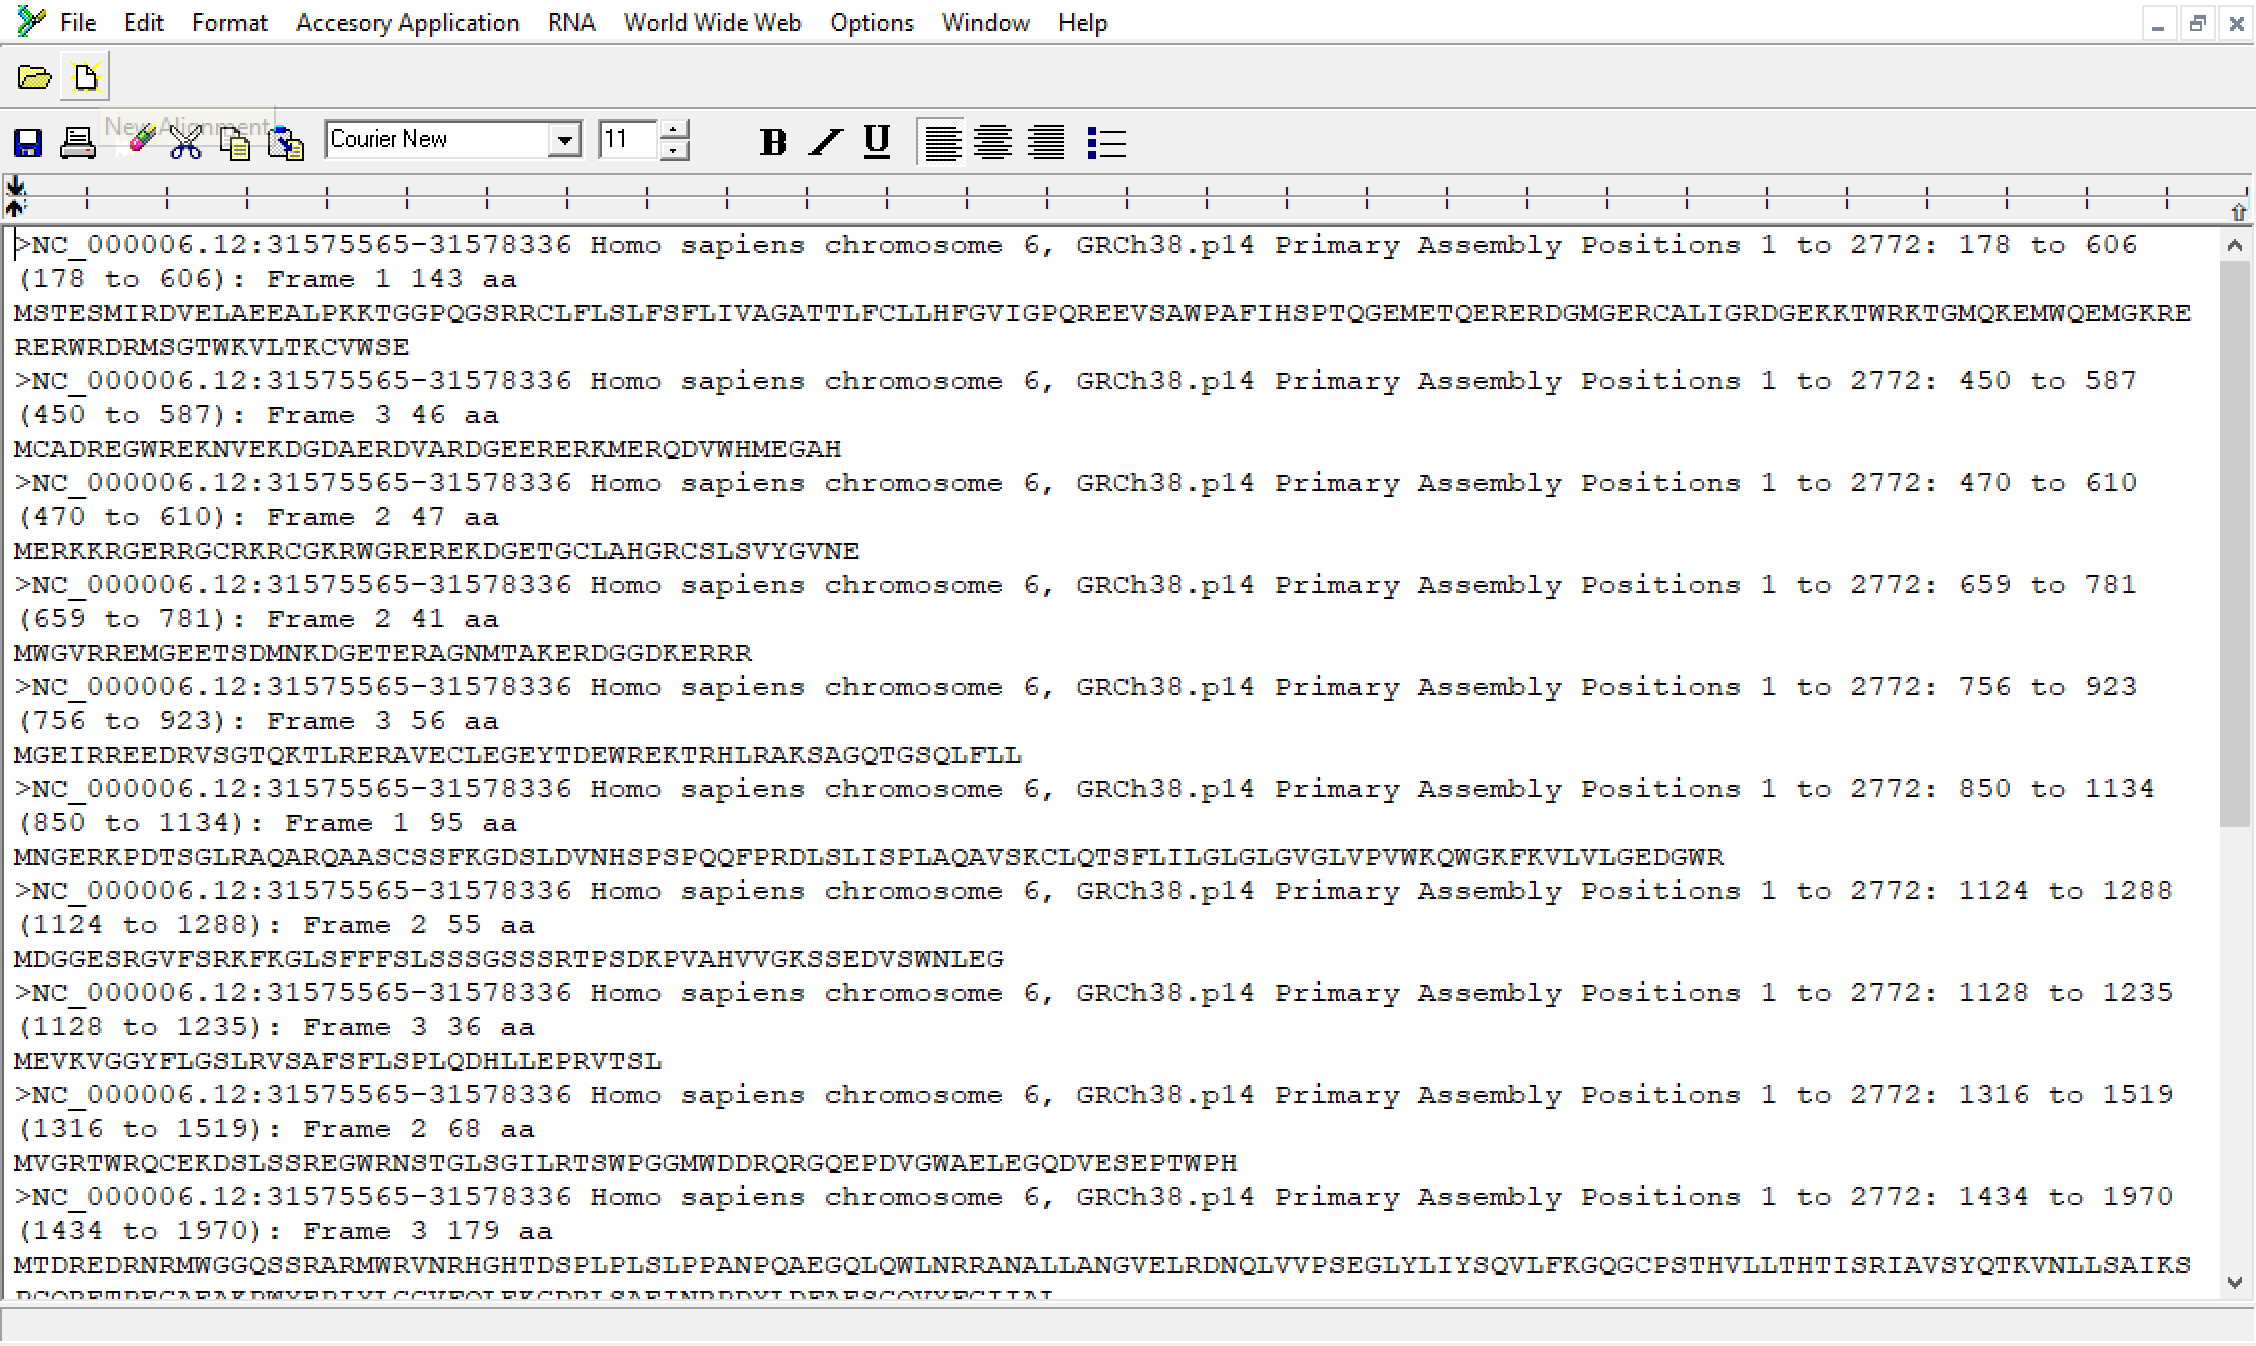 File Edit Format Accesory Application RNA World Wide Web Options Window Help
New Alignment
Courier New 11 B I U
>NC_000006.12:31575565-31578336 Homo sapiens chromosome 6, GRCh38.p14 Primary Assembly Positions 1 to 2772: 178 to 606
(178 to 606): Frame 1 143 aa
MSTESMIRDVELAEEALPKKTGGPQGSRRCLFLSLFSFLIVAGATTLFCLLHFGVIGPQREEVSAWPAFIHSPTQGEMETQERERDGMGERCALIGRDGEKKTWRKTGMQKEMWQEMGKRE
RERWRDRMSGTWKVLTKCVWSE
>NC_000006.12:31575565-31578336 Homo sapiens chromosome 6, GRCh38.p14 Primary Assembly Positions 1 to 2772: 450 to 587
(450 to 587): Frame 3 46 aa
MCADREGWREKNVEKDGDAERDVARDGEERERKMERQDVWHMEGAH
>NC_000006.12:31575565-31578336 Homo sapiens chromosome 6, GRCh38.p14 Primary Assembly Positions 1 to 2772: 470 to 610
(470 to 610): Frame 2 47 aa
MERKKRGERRGCRKRCGKRWGREREKDGETGCLAHGRCSLSVYGVNE
>NC_000006.12:31575565-31578336 Homo sapiens chromosome 6, GRCh38.p14 Primary Assembly Positions 1 to 2772: 659 to 781
(659 to 781): Frame 2 41 aa
MWGVRREMGEETSDMNKDGETERAGNMTAKERDGGDKERRR
>NC_000006.12:31575565-31578336 Homo sapiens chromosome 6, GRCh38.p14 Primary Assembly Positions 1 to 2772: 756 to 923
(756 to 923): Frame 3 56 aa
MGEIRREEDRVSGTQKTLRERAVECLEGEYTDEWREKTRHLRAKSAGQTGSQLFLL
>NC_000006.12:31575565-31578336 Homo sapiens chromosome 6, GRCh38.p14 Primary Assembly Positions 1 to 2772: 850 to 1134
(850 to 1134): Frame 1 95 aa
MNGERKPDTSGLRAQARQAASCSSFKGDSLDVNHSPSPQQFPRDLSLISPLAQAVSKCLQTSFLILGLGLGVGLVPVWKQWGKFKVLVLGEDGWR
>NC_000006.12:31575565-31578336 Homo sapiens chromosome 6, GRCh38.p14 Primary Assembly Positions 1 to 2772: 1124 to 1288
(1124 to 1288): Frame 2 55 aa
MDGGESRGVFSRKFKGLSFFFSLSSSGSSSRTPSDKPVAHVVGKSSEDVSWNLEG
>NC_000006.12:31575565-31578336 Homo sapiens chromosome 6, GRCh38.p14 Primary Assembly Positions 1 to 2772: 1128 to 1235
(1128 to 1235): Frame 3 36 aa
MEVKVGGYFLGSLRVSAFSFLSPLQDHLLEPRVTSL
>NC_000006.12:31575565-31578336 Homo sapiens chromosome 6, GRCh38.p14 Primary Assembly Positions 1 to 2772: 1316 to 1519
(1316 to 1519): Frame 2 68 aa
MVGRTWRQCEKDSLSSREGWRNSTGLSGILRTSWPGGMWDDRQRGQEPDVGWAELEGQDVESEPTWPH
>NC_000006.12:31575565-31578336 Homo sapiens chromosome 6, GRCh38.p14 Primary Assembly Positions 1 to 2772: 1434 to 1970
(1434 to 1970): Frame 3 179 aa
MTDREDRNRMWGGQSSRARMWRVNRHGHTDSPLPLSLPPANPQAEGQLQWLNRRANALLANGVELRDNQLVVPSEGLYLIYSQVLFKGQGCPSTHVLLTHTISRIAVSYQTKVNLLSAIKS